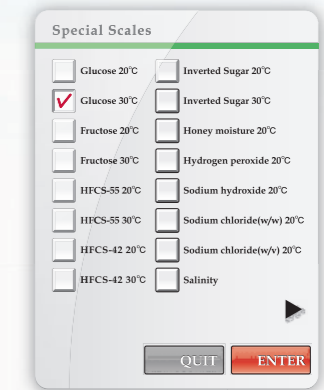 Special Scales
Glucose 20℃
Inverted Sugar 20℃
Glucose 30℃
Inverted Sugar 30℃
Fructose 20℃
Honey moisture 20℃
Fructose 30℃
Hydrogen peroxide 20℃
HFCS-55 20℃
Sodium hydroxide 20℃
HFCS-55 30℃
Sodium chloride(w/w) 20℃
HFCS-42 20℃
Sodium chloride(w/v) 20℃
HFCS-42 30℃
Salinity
QUIT
ENTER